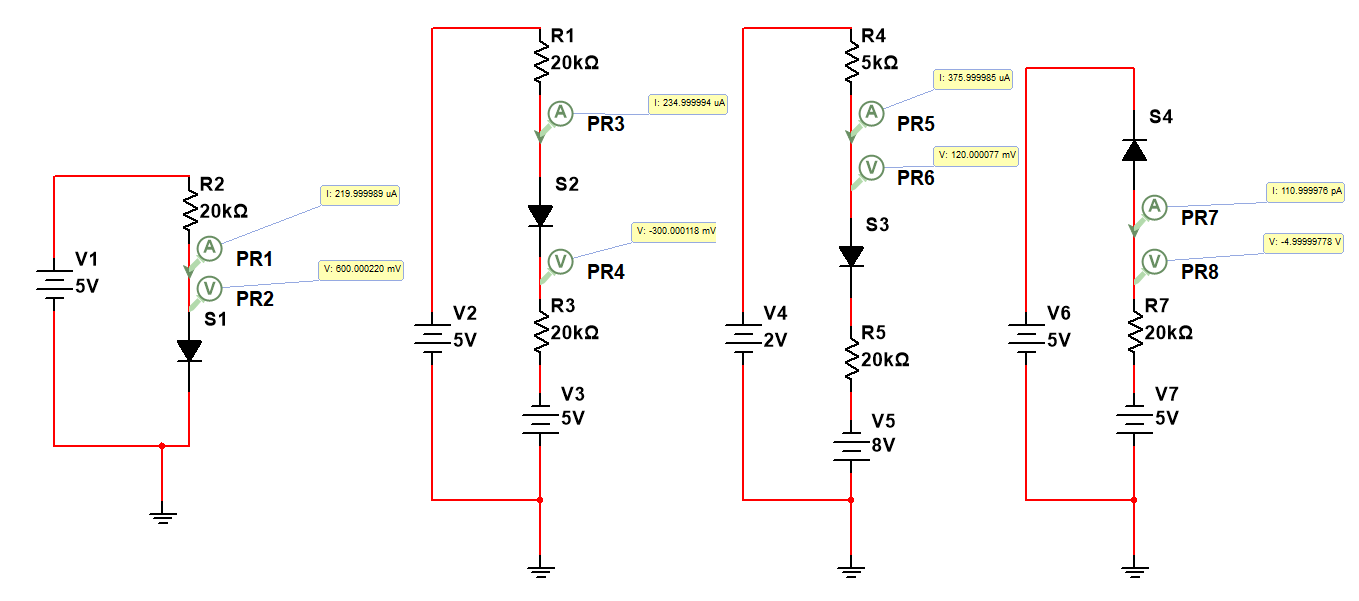 V1
5V
R2
20kΩ
A
PR1
I: 219.999989 uA
V
PR2
V: 600.000220 mV
S1
V2
5V
R1
20kΩ
A
PR3
I: 234.999994 uA
S2
V
PR4
V: -300.000118 mV
R3
20kΩ
V3
5V
V4
2V
R4
5kΩ
A
PR5
I: 375.999985 uA
V
PR6
V: 120.000077 mV
S3
R5
20kΩ
V5
8V
V6
5V
S4
A
PR7
I: 110.999976 pA
V
PR8
V: -4.99999778 V
R7
20kΩ
V7
5V